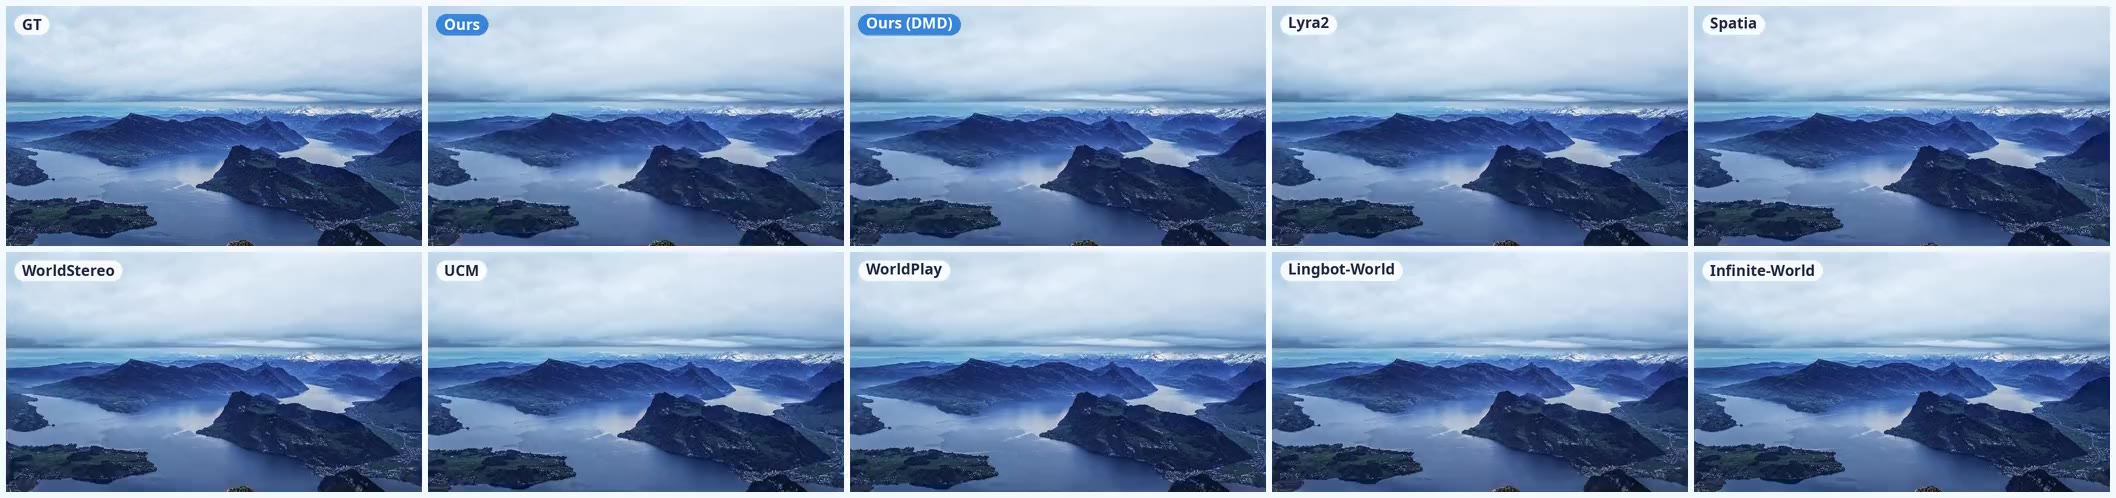 GT
Ours
Ours (DMD)
Lyra2
Spatia
WorldStereo
UCM
WorldPlay
Lingbot-World
Infinite-World